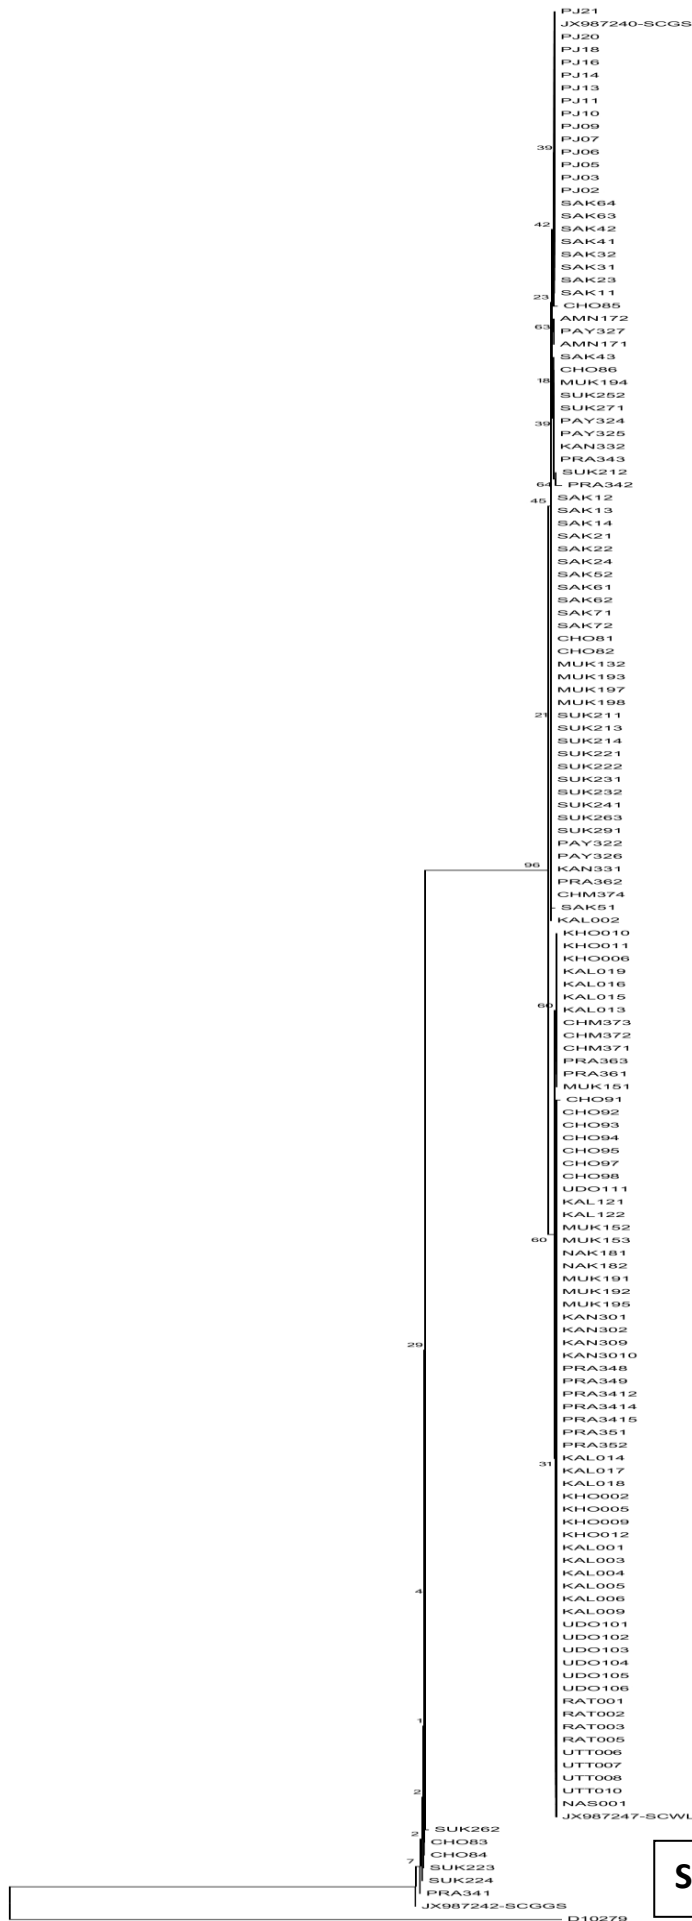 PJ21
JX987240-SCGS
PJ20
PJ18
PJ16
PJ14
PJ13
PJ11
PJ10
PJ09
PJ07
39
PJ06
PJ05
PJ03
PJ02
SAK64
SAK63
42
SAK42
SAK41
SAK32
SAK31
SAK23
SAK11
23
CHO85
AMN172
63
PAY327
AMN171
SAK43
CHO86
18
MUK194
SUK252
SUK271
39
PAY324
PAY325
KAN332
PRA343
SUK212
64
PRA342
45
SAK12
SAK13
SAK14
SAK21
SAK22
SAK24
SAK52
SAK61
SAK62
SAK71
SAK72
CHO81
CHO82
MUK132
MUK193
MUK197
MUK198
21
SUK211
SUK213
SUK214
SUK221
SUK222
SUK231
SUK232
SUK241
SUK263
SUK291
PAY322
PAY326
96
KAN331
PRA362
CHM374
SAK51
KAL002
KHO010
KHO011
KHO006
KAL019
KAL016
KAL015
60
KAL013
CHM373
CHM372
CHM371
PRA363
PRA361
MUK151
CHO91
CHO92
CHO93
CHO94
CHO95
CHO97
CHO98
UDO111
KAL121
KAL122
MUK152
60
MUK153
NAK181
NAK182
MUK191
MUK192
MUK195
KAN301
KAN302
29
KAN309
KAN3010
PRA348
PRA349
PRA3412
PRA3414
PRA3415
PRA351
PRA352
KAL014
31
KAL017
KAL018
KHO002
KHO005
KHO009
KHO012
KAL001
KAL003
KAL004
KAL005
4
KAL006
KAL009
UDO101
UDO102
UDO103
UDO104
UDO105
UDO106
RAT001
RAT002
1
RAT003
RAT005
UTT006
UTT007
UTT008
2
UTT010
NAS001
JX987247-SCWL
SUK262
2
CHO83
CHO84
7
SUK223
SUK224
PRA341
JX987242-SCGGS
S
D10279